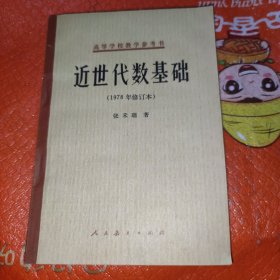 高等学校教学参考书
近世代数基础
(1978年修订本)
张禾瑞 著
人民教育出版社